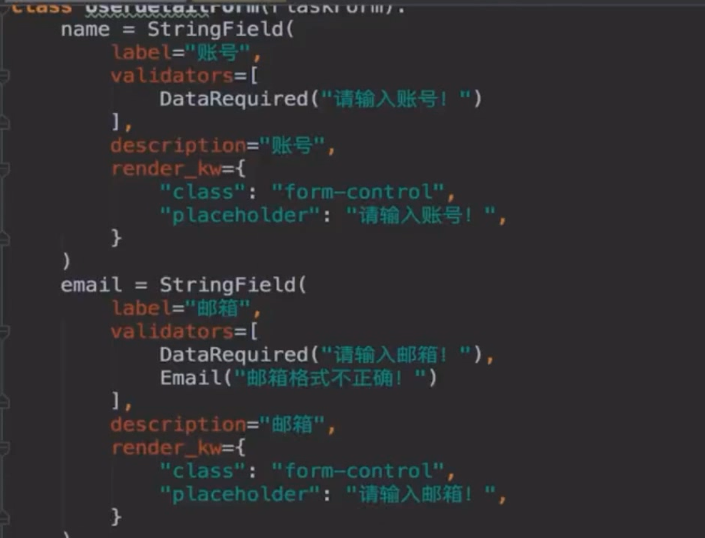 class UserdetailForm(FlaskForm):
    name = StringField(
        label="账号",
        validators=[
            DataRequired("请输入账号！")
        ],
        description="账号",
        render_kw={
            "class": "form-control",
            "placeholder": "请输入账号！",
        }
    )
    email = StringField(
        label="邮箱",
        validators=[
            DataRequired("请输入邮箱！"),
            Email("邮箱格式不正确！")
        ],
        description="邮箱",
        render_kw={
            "class": "form-control",
            "placeholder": "请输入邮箱！",
        }
    )